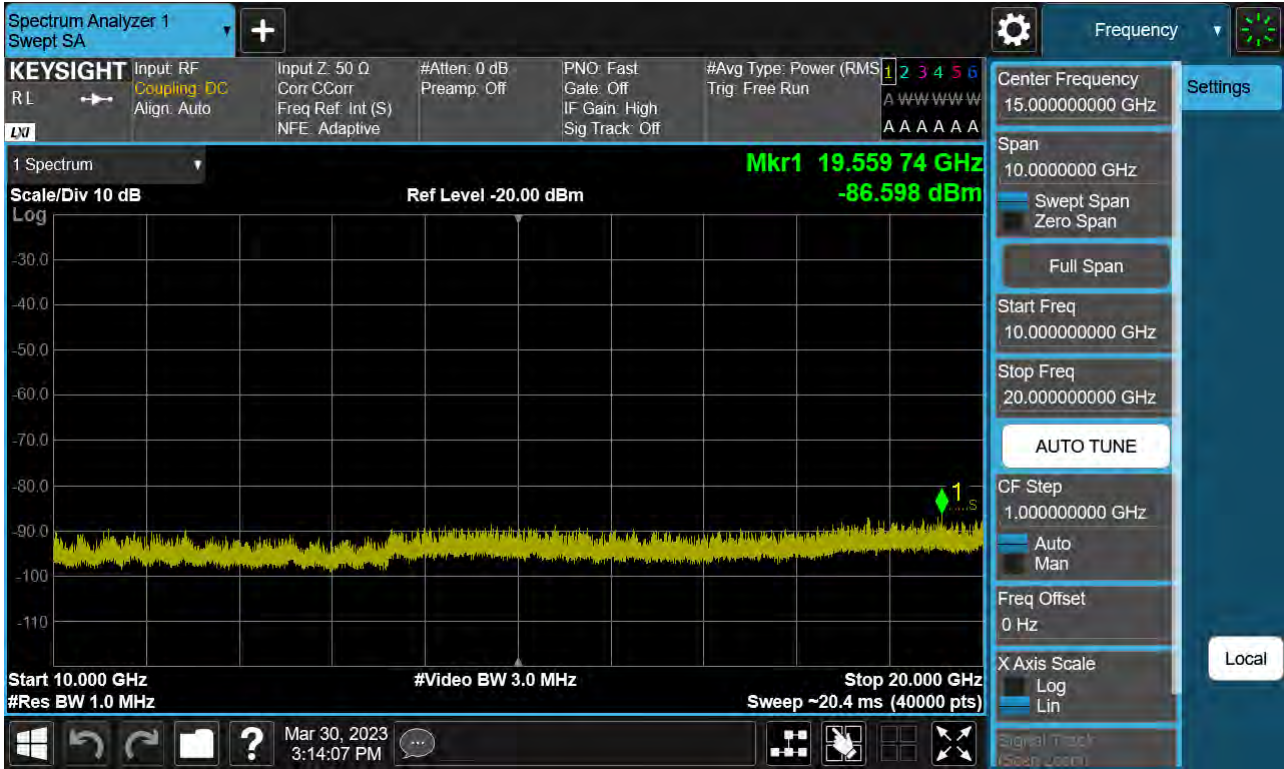 Spectrum Analyzer 1
Swept SA
Frequency
KEYSIGHT
Input: RF
Input Z: 50 Ω
#Atten: 0 dB
PNO: Fast
#Avg Type: Power (RMS
1 2 3 4 5 6
R L
Coupling: DC
Corr CCorr
Preamp: Off
Gate: Off
Trig: Free Run
A W W W W W
Align: Auto
Freq Ref: Int (S)
IF Gain: High
LXI
NFE: Adaptive
Sig Track: Off
A A A A A A
1 Spectrum
Mkr1 19.559 74 GHz
Scale/Div 10 dB
Ref Level -20.00 dBm
-86.598 dBm
Log
-30.0
-40.0
-50.0
-60.0
-70.0
-80.0
-90.0
-100
-110
1
Start 10.000 GHz
#Video BW 3.0 MHz
Stop 20.000 GHz
#Res BW 1.0 MHz
Sweep ~20.4 ms (40000 pts)
Center Frequency
15.000000000 GHz
Settings
Span
10.0000000 GHz
Swept Span
Zero Span
Full Span
Start Freq
10.000000000 GHz
Stop Freq
20.000000000 GHz
AUTO TUNE
CF Step
1.000000000 GHz
Auto
Man
Freq Offset
0 Hz
X Axis Scale
Log
Lin
Local
Signal Track
(Span Zoom)
?
Mar 30, 2023
3:14:07 PM